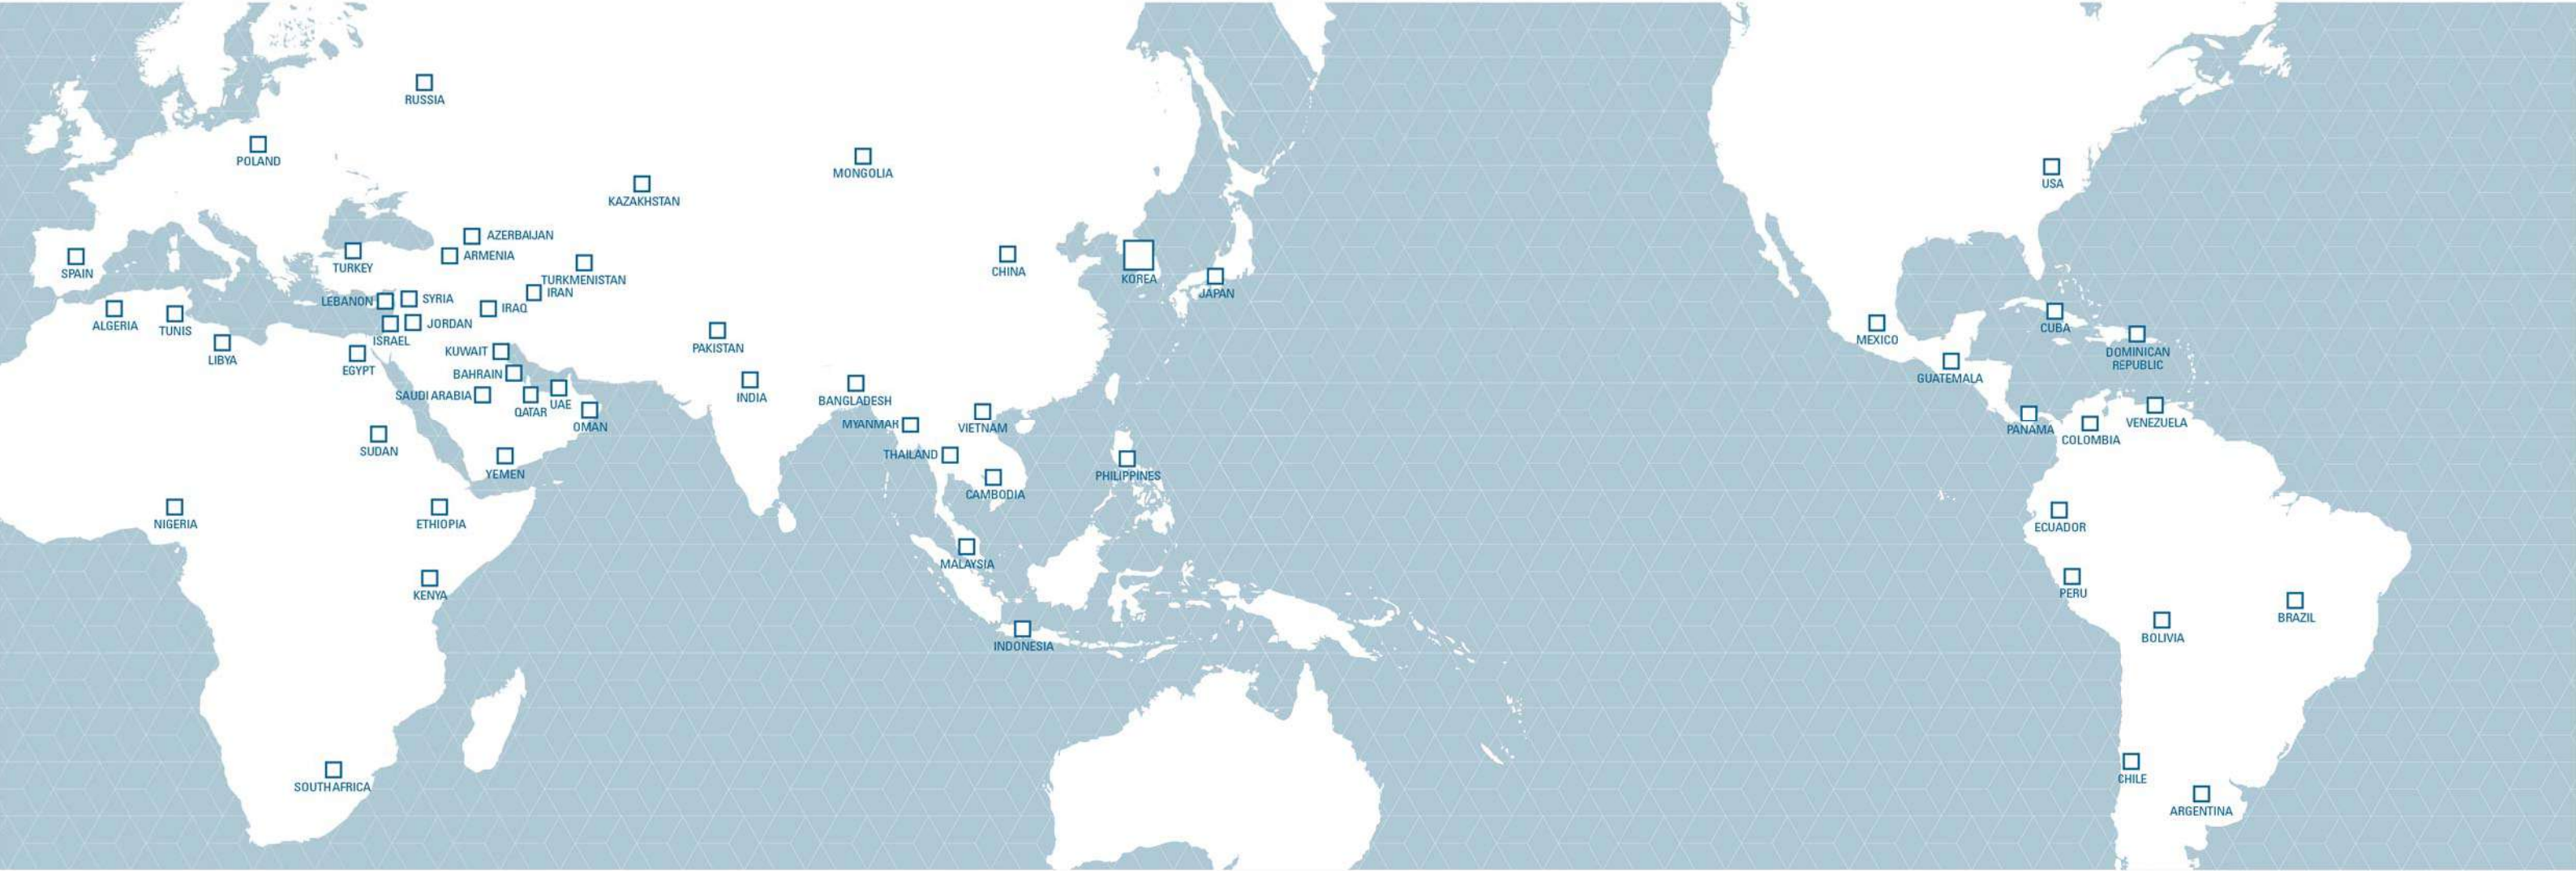 RUSSIA
POLAND
MONGOLIA
USA
KAZAKHSTAN
AZERBAIJAN
ARMENIA
TURKEY
SPAIN
CHINA
KOREA
TURKMENISTAN
IRAN
JAPAN
LEBANON
SYRIA
IRAQ
ALGERIA
TUNIS
JORDAN
ISRAEL
CUBA
MEXICO
PAKISTAN
LIBYA
KUWAIT
DOMINICAN
REPUBLIC
EGYPT
BAHRAIN
GUATEMALA
SAUDI ARABIA
QATAR
UAE
INDIA
BANGLADESH
OMAN
MYANMAR
VIETNAM
PANAMA
COLOMBIA
VENEZUELA
SUDAN
THAILAND
YEMEN
PHILIPPINES
CAMBODIA
NIGERIA
ETHIOPIA
ECUADOR
MALAYSIA
KENYA
PERU
BRAZIL
BOLIVIA
INDONESIA
SOUTH AFRICA
CHILE
ARGENTINA